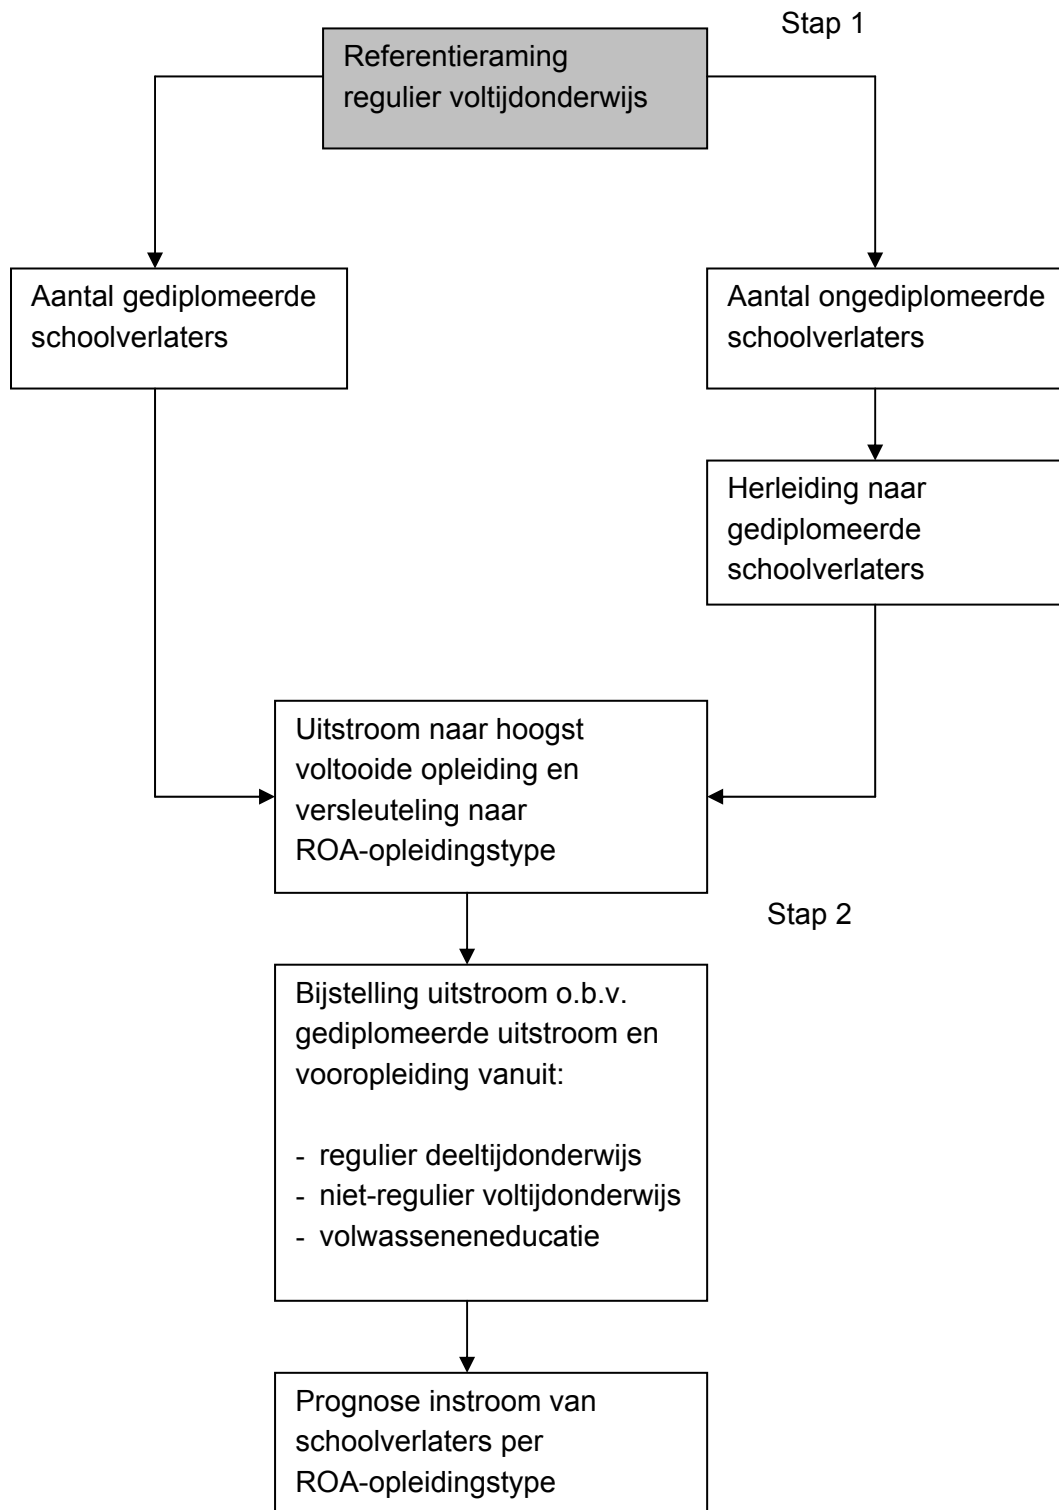 Stap 1
Referentieraming
regulier voltijdonderwijs
Aantal gediplomeerde
schoolverlaters
Aantal ongediplomeerde
schoolverlaters
Herleiding naar
gediplomeerde
schoolverlaters
Uitstroom naar hoogst
voltooide opleiding en
versleuteling naar
ROA-opleidingstype
Stap 2
Bijstelling uitstroom o.b.v.
gediplomeerde uitstroom en
vooropleiding vanuit:
- regulier deeltijdonderwijs
- niet-regulier voltijdonderwijs
- volwasseneneducatie
Prognose instroom van
schoolverlaters per
ROA-opleidingstype